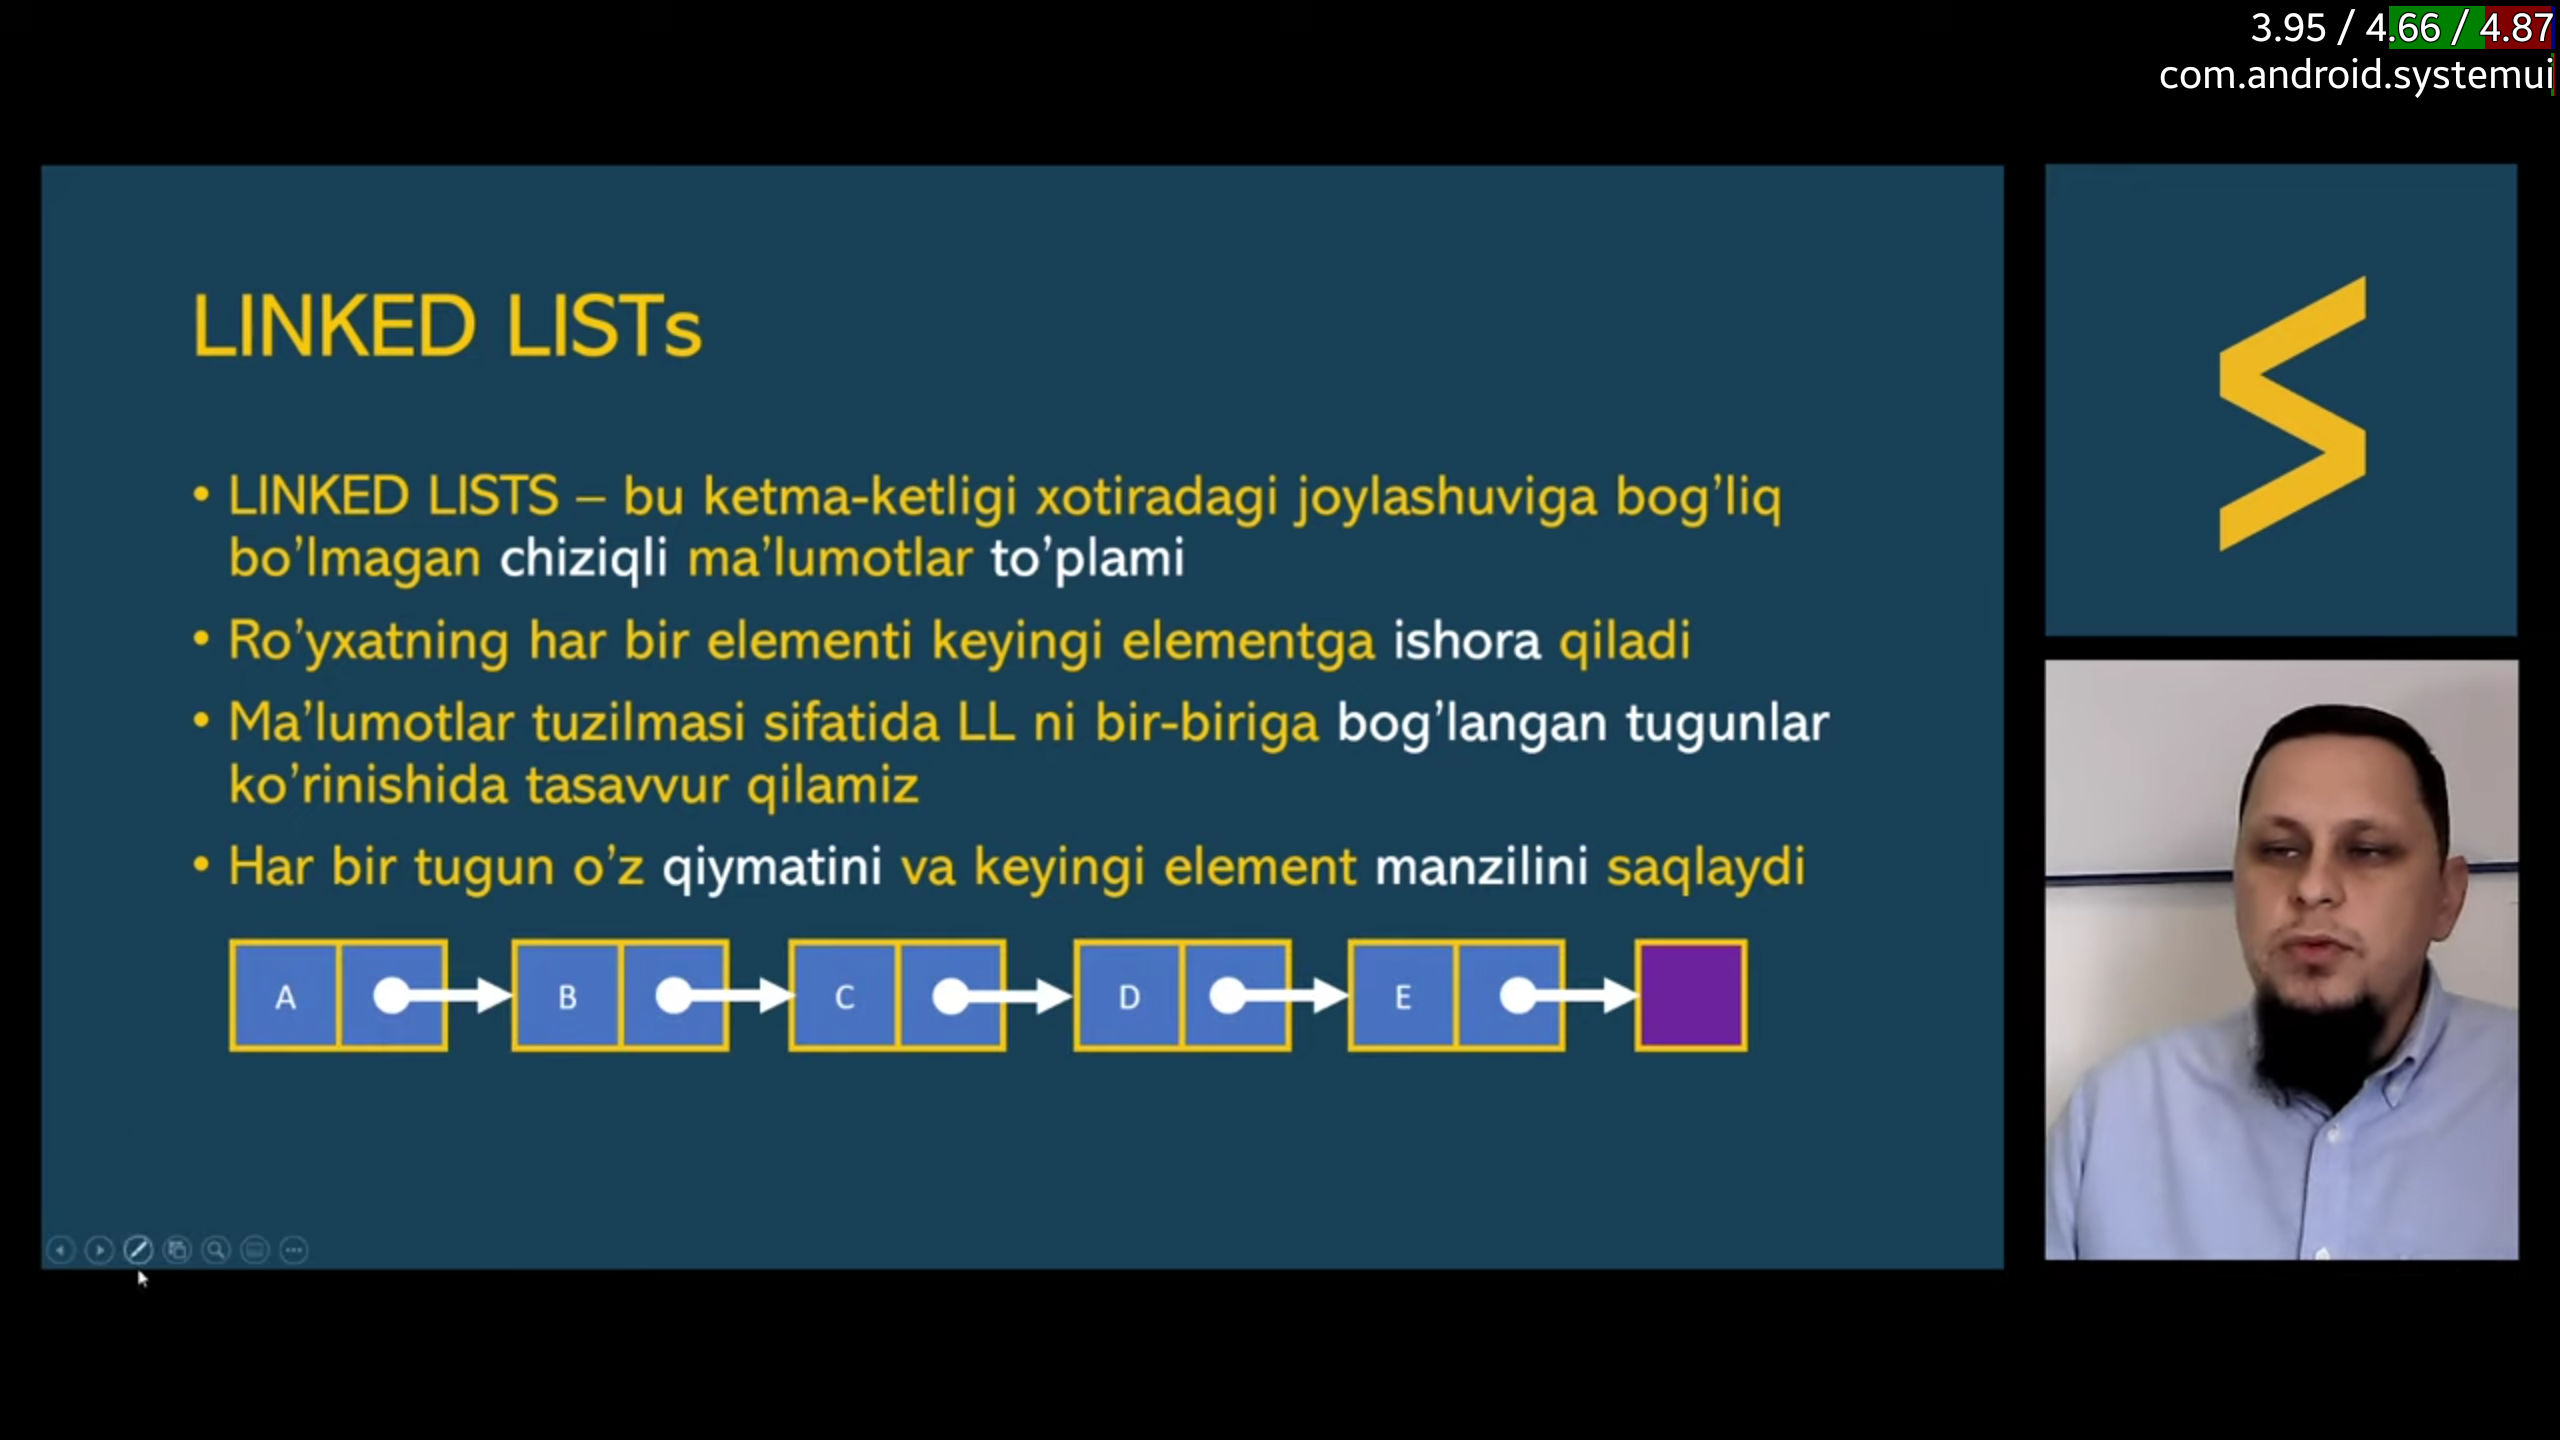 3.95 / 4.66 / 4.87
com.android.systemui
LINKED LISTs
• LINKED LISTS – bu ketma-ketligi xotiradagi joylashuviga bog’liq
bo’lmagan chiziqli ma’lumotlar to’plami
• Ro’yxatning har bir elementi keyingi elementga ishora qiladi
• Ma’lumotlar tuzilmasi sifatida LL ni bir-biriga bog’langan tugunlar
ko’rinishida tasavvur qilamiz
• Har bir tugun o’z qiymatini va keyingi element manzilini saqlaydi
A B C D E